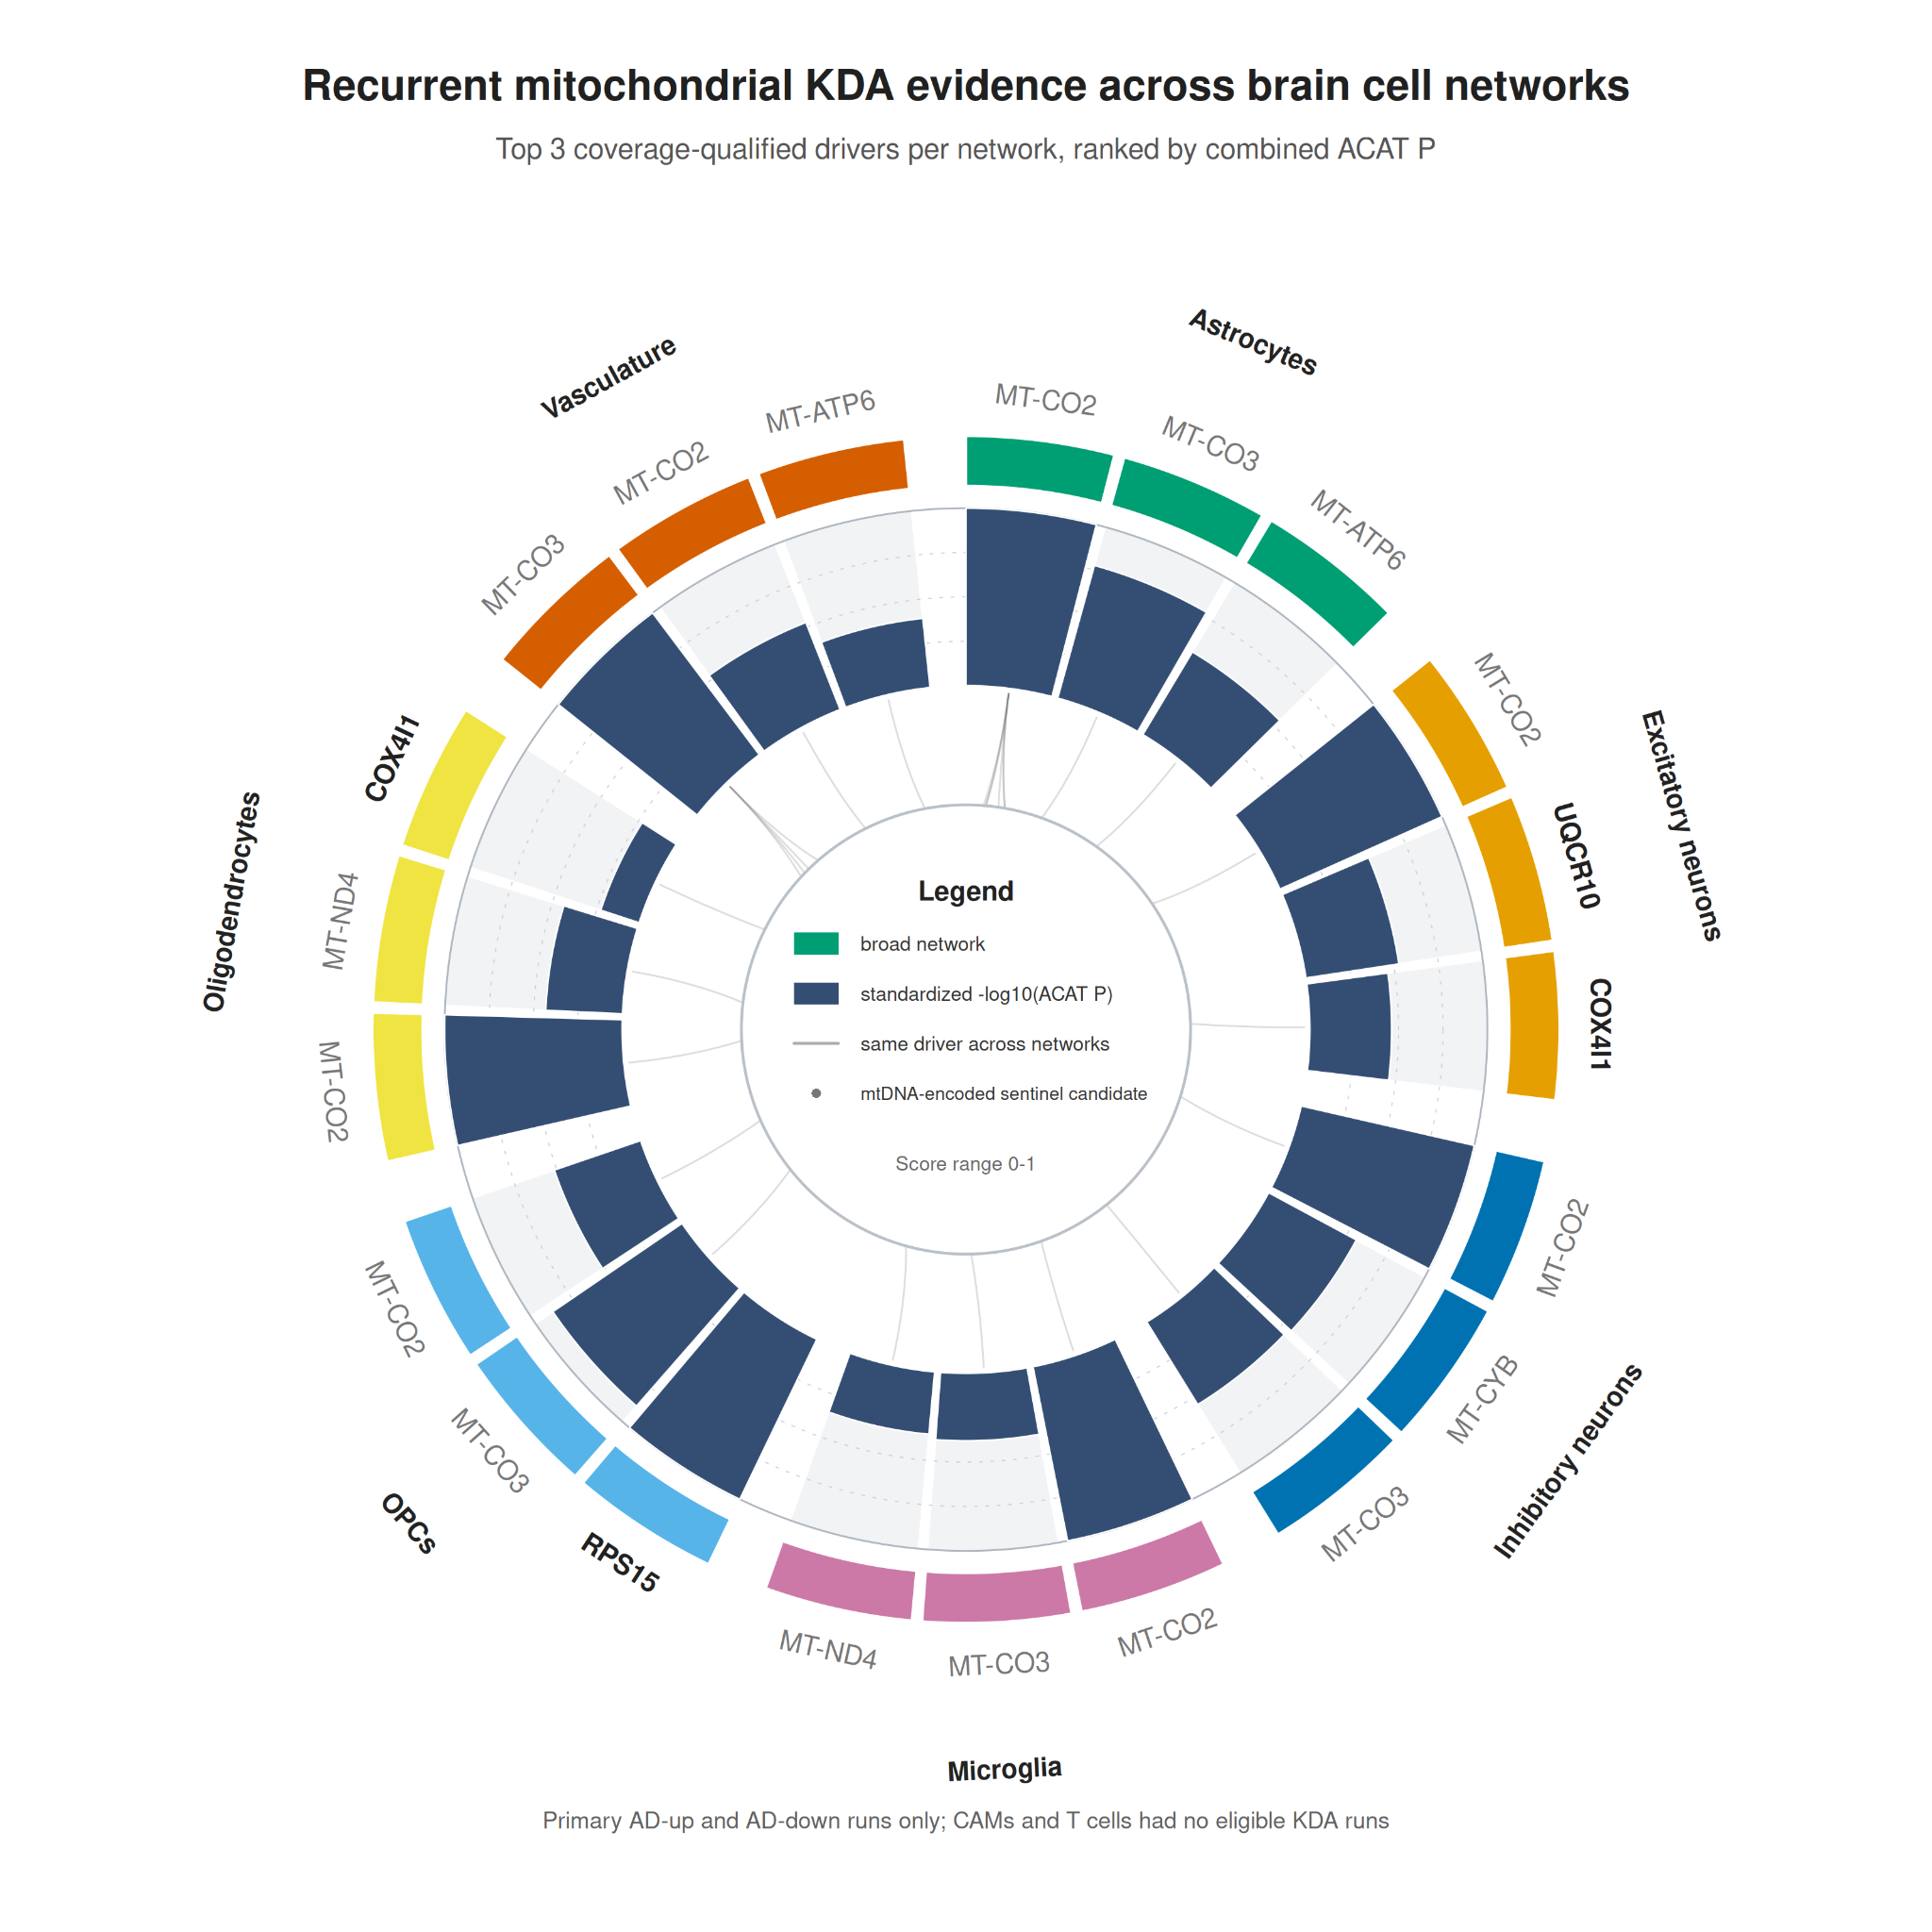 Recurrent mitochondrial KDA evidence across brain cell networks
Top 3 coverage-qualified drivers per network, ranked by combined ACAT P
Astrocytes
MT-CO2
MT-CO3
MT-ATP6
Excitatory neurons
MT-CO2
UQCR10
COX4I1
Inhibitory neurons
MT-CO2
MT-CYB
MT-CO3
Microglia
MT-CO2
MT-CO3
MT-ND4
OPCs
RPS15
MT-CO3
MT-CO2
Oligodendrocytes
MT-CO2
MT-ND4
COX4I1
Vasculature
MT-CO3
MT-CO2
MT-ATP6
Legend
broad network
standardized -log10(ACAT P)
same driver across networks
mtDNA-encoded sentinel candidate
Score range 0-1
Primary AD-up and AD-down runs only; CAMs and T cells had no eligible KDA runs